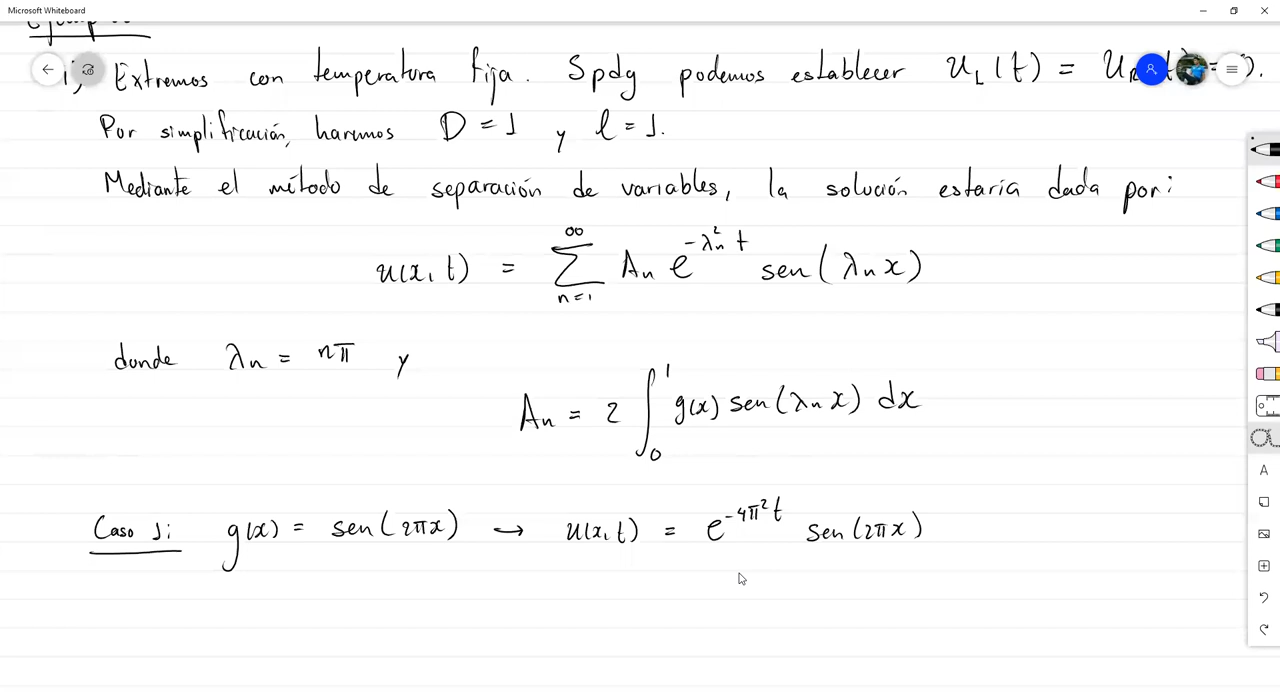 Microsoft Whiteboard
i) Extremos con temperatura fija. Spdg podemos establecer u_L(t) = u_R(t) = 0.
Por simplificación, haremos D = 1 y l = 1.
Mediante el método de separación de variables, la solución estaría dada por:
u(x, t) = ∑_{n=1}^{∞} A_n e^{-λ_n^2 t} sen(λ_n x)
donde λ_n = nπ y
A_n = 2 ∫_0^1 g(x) sen(λ_n x) dx
Caso 1: g(x) = sen(2πx) → u(x, t) = e^{-4π^2 t} sen(2πx)